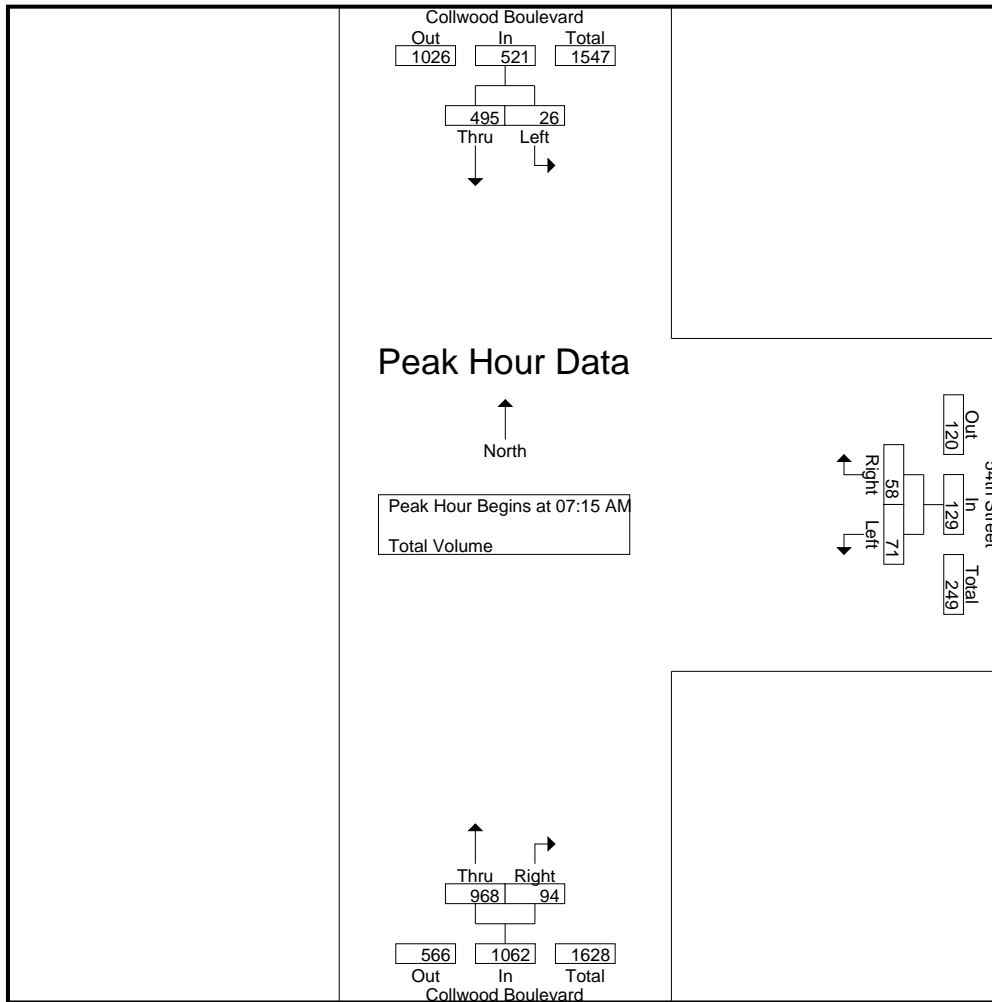 Collwood Boulevard
Out In Total
1026 521 1547
495 26
Thru Left
Peak Hour Data
North
Peak Hour Begins at 07:15 AM
Total Volume
Street
Out In Total
120 129 249
58 71
Right Left
Thru Right
968 94
566 1062 1628
Out In Total
Collwood Boulevard